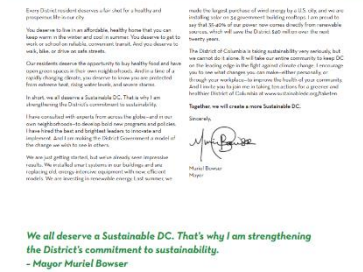 Every District resident deserves a fair shot for a healthy and
prosperous life in our city.
You deserve to live in an affordable, healthy home that you can
keep warm in the winter and cool in summer. You deserve to get to
work or school on reliable, convenient transit. And you deserve to
walk, bike, or drive on safe streets.
Our residents deserve the opportunity to buy healthy food and have
open green spaces in their own neighborhoods. And in a time of a
rapidly changing climate, you deserve to know you are protected
from extreme heat, rising water levels, and severe storms.
In short, we all deserve a Sustainable DC. That is why I am
strengthening the District's commitment to sustainability.
I have consulted with experts from across the globe—and in our
own neighborhoods—to develop bold new programs and policies.
I have hired the best and brightest leaders to innovate and
implement. And I am making the District Government a model of
the change we wish to see in others.
We are just getting started, but we've already seen impressive
results. We installed smart systems in our buildings and are
replacing old, energy intensive equipment with new efficient
models. We are investing in renewable energy. Last summer, we
made the largest purchase of wind energy by a U.S. city, and we are
installing solar on 34 government building rooftops. I am proud to
say that 30-40% of our power now comes directly from renewable
sources, which will save the District $40 million over the next
twenty years.
The District of Columbia is taking sustainability very seriously, but
we cannot do it alone. It will take our entire community to keep DC
on the leading edge in the fight against climate change. I encourage
you to see what changes you can make—either personally, or
through your workplace—to improve the health of your community.
And I invite you to join me in taking ten actions for a greener and
healthier District of Columbia at www.sustainabledc.org/taketen
Together, we will create a more Sustainable DC.
Sincerely,
Muriel Bowser
Muriel Bowser
Mayor
We all deserve a Sustainable DC. That's why I am strengthening
the District's commitment to sustainability.
– Mayor Muriel Bowser